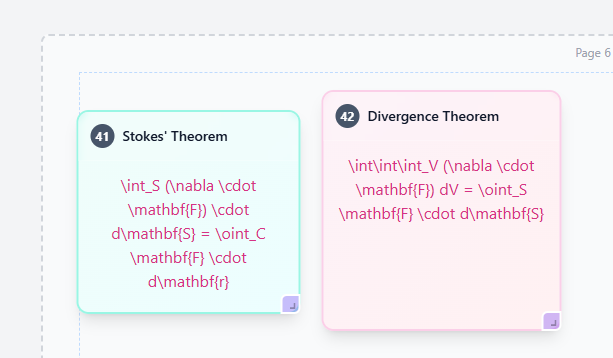 Page 6
41 Stokes' Theorem
\int_S (\nabla \cdot
\mathbf{F}) \cdot
d\mathbf{S} = \oint_C
\mathbf{F} \cdot
d\mathbf{r}
42 Divergence Theorem
\int\int\int_V (\nabla \cdot
\mathbf{F}) dV = \oint_S
\mathbf{F} \cdot d\mathbf{S}